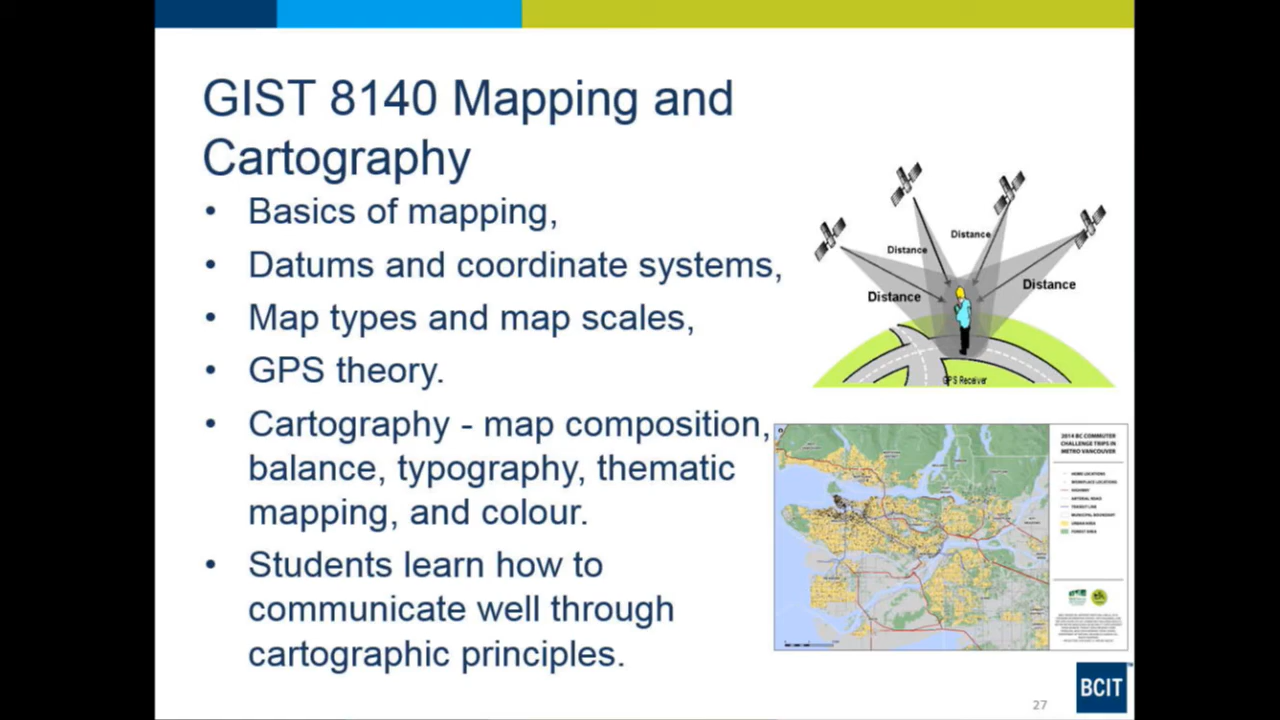 GIST 8140 Mapping and
Cartography
• Basics of mapping,
• Datums and coordinate systems,
• Map types and map scales,
• GPS theory.
• Cartography - map composition,
balance, typography, thematic
mapping, and colour.
• Students learn how to
communicate well through
cartographic principles.
Distance
Distance
Distance
Distance
GPS Receiver
2014 BC COMMUTER
CHALLENGE TRIPS IN
METRO VANCOUVER
HOME LOCATIONS
WORKPLACE LOCATIONS
HIGHWAY
ARTERIAL ROAD
TRANSIT LINE
MUNICIPAL BOUNDARY
URBAN AREA
FOREST AREA
27
BCIT